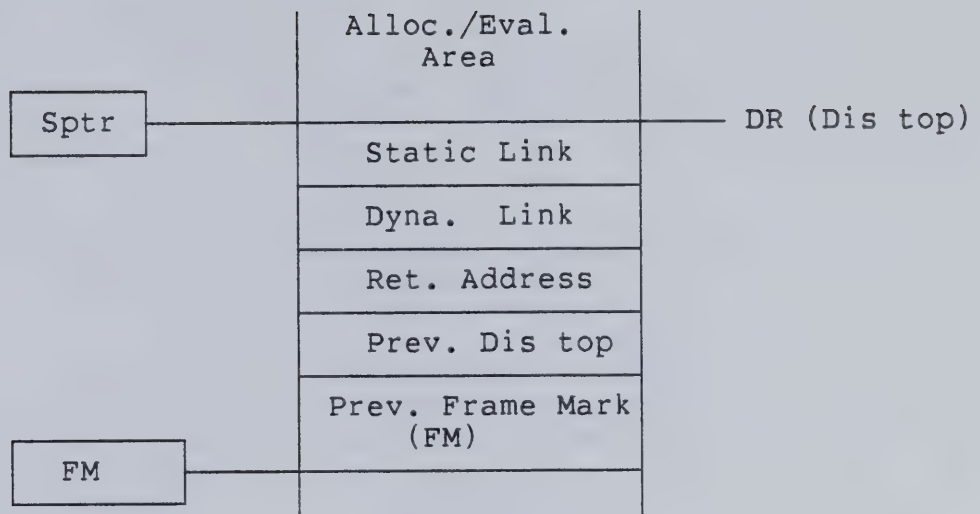 Alloc./Eval.
Area
Sptr
DR (Dis top)
Static Link
Dyna. Link
Ret. Address
Prev. Dis top
Prev. Frame Mark
(FM)
FM